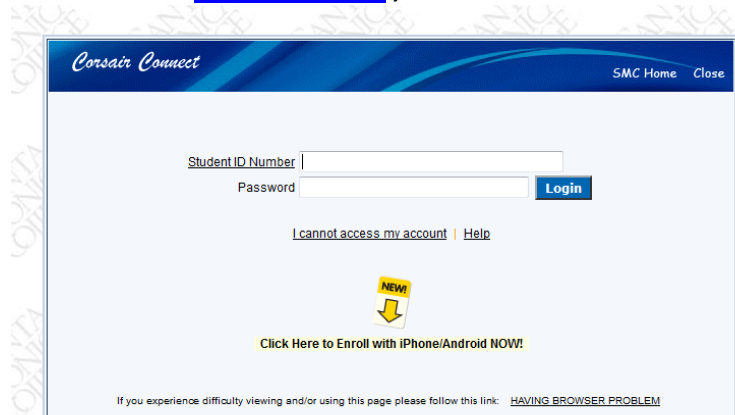 Corsair Connect
SMC Home Close
Student ID Number
Password
Login
I cannot access my account | Help
NEW!
Click Here to Enroll with iPhone/Android NOW!
If you experience difficulty viewing and/or using this page please follow this link: HAVING BROWSER PROBLEM